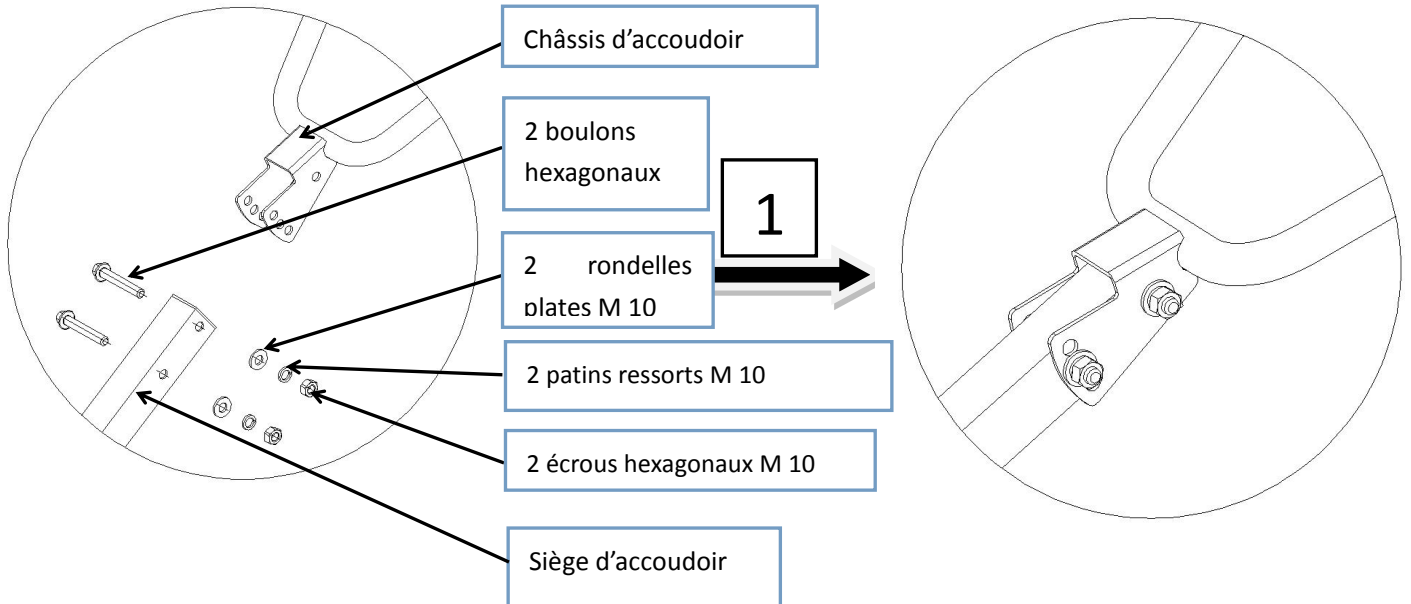 Châssis d’accoudoir
2 boulons
hexagonaux
1
2 rondelles
plates M 10
2 patins ressorts M 10
2 écrous hexagonaux M 10
Siège d’accoudoir